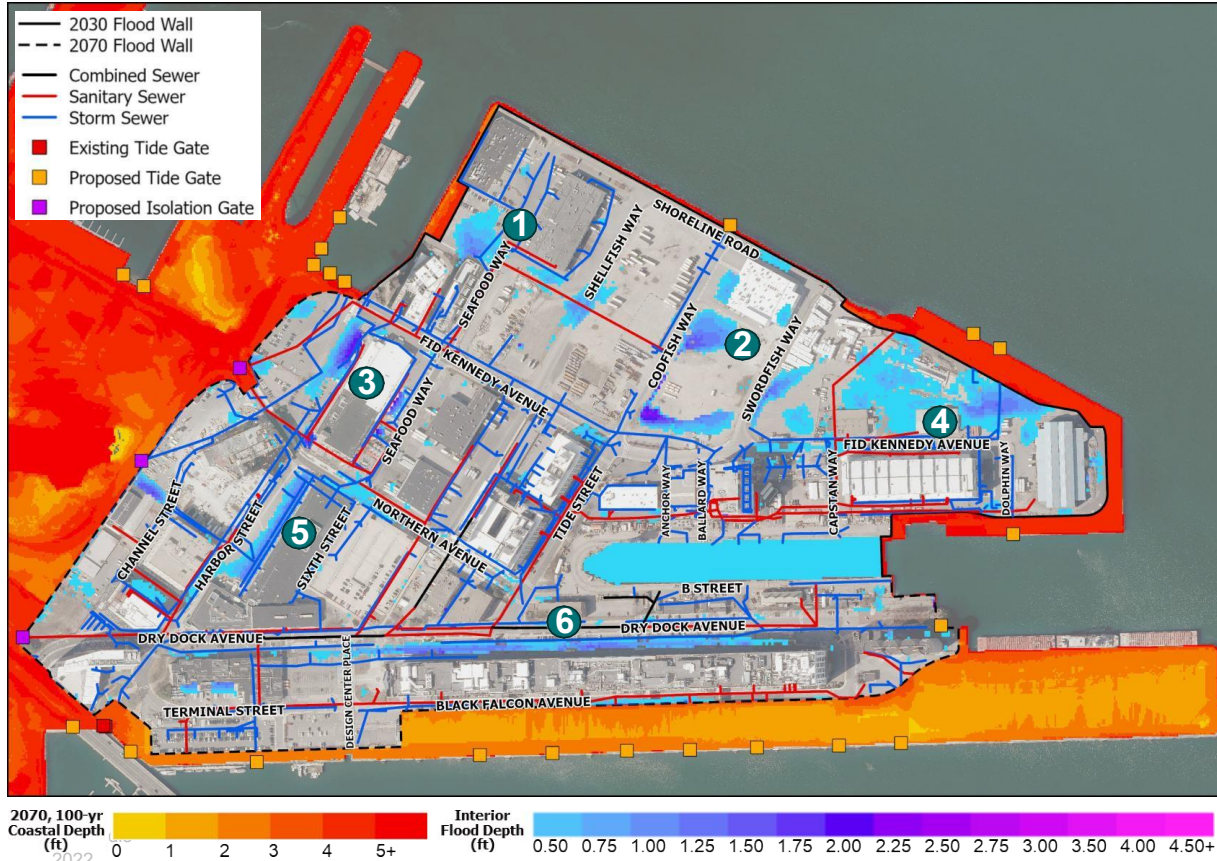 2030 Flood Wall
2070 Flood Wall
Combined Sewer
Sanitary Sewer
Storm Sewer
Existing Tide Gate
Proposed Tide Gate
Proposed Isolation Gate
1
SHORELINE ROAD
SHELLFISH WAY
SEAFOOD WAY
CODFISH WAY
2
SWORDFISH WAY
3
FID KENNEDY AVENUE
SEAFOOD WAY
4
FID KENNEDY AVENUE
CHANNEL STREET
HARBOR STREET
5
SIXTH STREET
NORTHERN AVENUE
TIDE STREET
ANCHOR WAY
BALLARD WAY
CAPSTAN WAY
DOLPHIN WAY
B STREET
6
DRY DOCK AVENUE
DRY DOCK AVENUE
DESIGN CENTER PLACE
TERMINAL STREET
BLACK FALCON AVENUE
2070, 100-yr
Coastal Depth
(ft)
0 1 2 3 4 5+
2022
Interior
Flood Depth
(ft)
0.50 0.75 1.00 1.25 1.50 1.75 2.00 2.25 2.50 2.75 3.00 3.50 4.00 4.50+